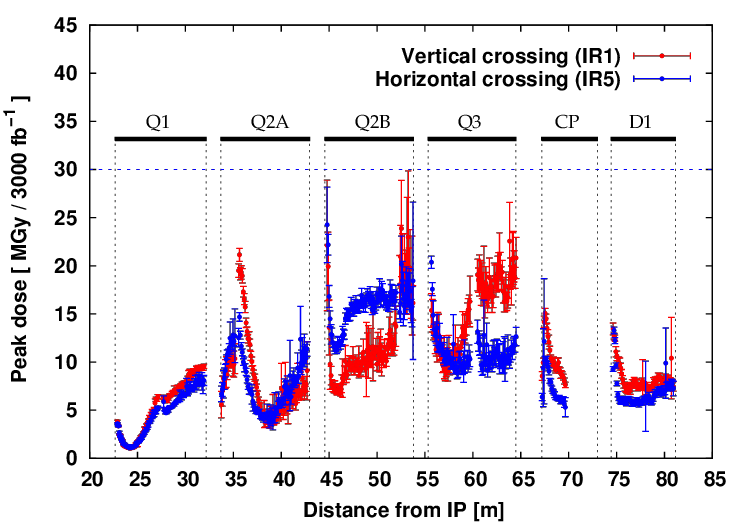 45
40
35
30
25
20
15
10
5
0
Peak dose [ MGy / 3000 fb⁻¹ ]
Vertical crossing (IR1)
Horizontal crossing (IR5)
Q1 Q2A Q2B Q3 CP D1
20 25 30 35 40 45 50 55 60 65 70 75 80 85
Distance from IP [m]